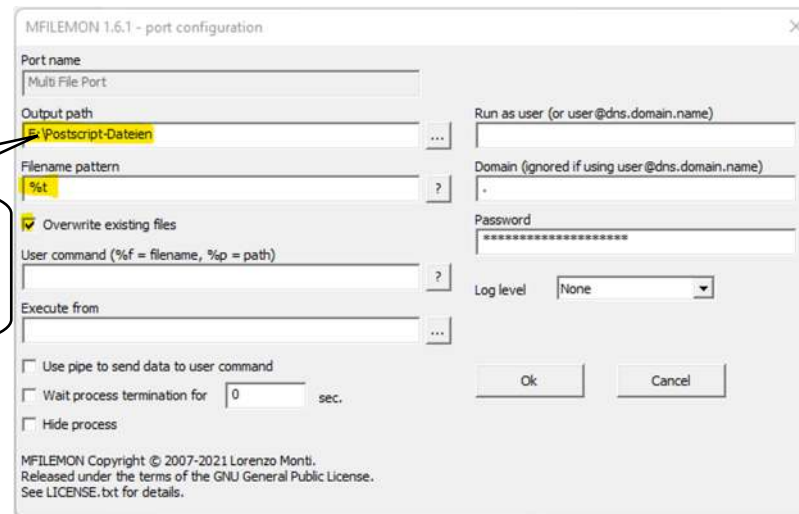 MFILEMON 1.6.1 - port configuration
Port name
Multi File Port
Output path
\Postscript-Dateien
...
Filename pattern
%t
?
Overwrite existing files
User command (%f = filename, %p = path)
?
Execute from
...
Use pipe to send data to user command
Wait process termination for 0 sec.
Hide process
MFILEMON Copyright © 2007-2021 Lorenzo Monti.
Released under the terms of the GNU General Public License.
See LICENSE.txt for details.
Run as user (or user@dns.domain.name)
Domain (ignored if using user@dns.domain.name)
.
Password
********************
Log level None
Ok Cancel